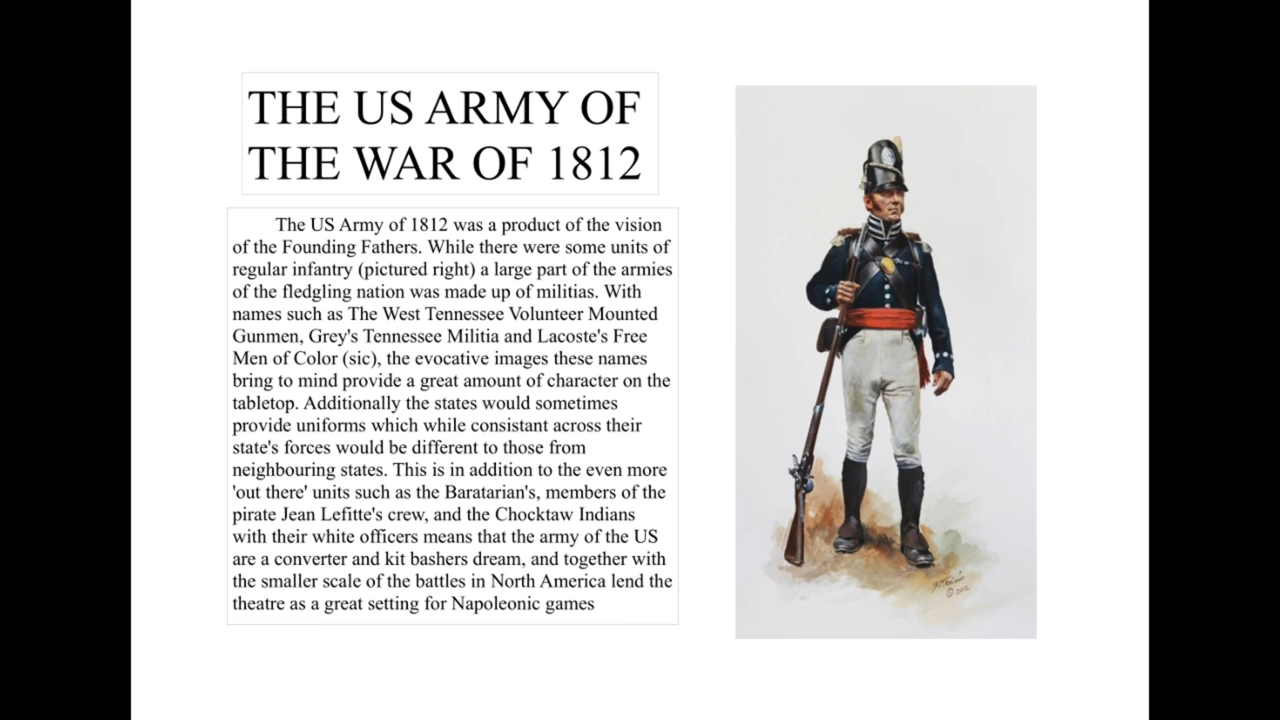 THE US ARMY OF
THE WAR OF 1812
The US Army of 1812 was a product of the vision
of the Founding Fathers. While there were some units of
regular infantry (pictured right) a large part of the armies
of the fledgling nation was made up of militias. With
names such as The West Tennessee Volunteer Mounted
Gunmen, Grey's Tennessee Militia and Lacoste's Free
Men of Color (sic), the evocative images these names
bring to mind provide a great amount of character on the
tabletop. Additionally the states would sometimes
provide uniforms which while consistant across their
state's forces would be different to those from
neighbouring states. This is in addition to the even more
'out there' units such as the Baratarian's, members of the
pirate Jean Lefitte's crew, and the Chocktaw Indians
with their white officers means that the army of the US
are a converter and kit bashers dream, and together with
the smaller scale of the battles in North America lend the
theatre as a great setting for Napoleonic games